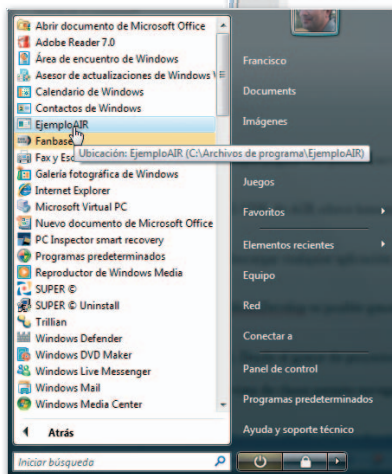 Abrir documento de Microsoft Office
Adobe Reader 7.0
Área de encuentro de Windows
Asesor de actualizaciones de Windows
Calendario de Windows
Contactos de Windows
EjemploAIR
Fanbase
Ubicación: EjemploAIR (C:\Archivos de programa\EjemploAIR)
Fax y Esc
Galería fotográfica de Windows
Internet Explorer
Microsoft Virtual PC
Nuevo documento de Microsoft Office
PC Inspector smart recovery
Programas predeterminados
Reproductor de Windows Media
SUPER ©
SUPER © Uninstall
Trillian
Windows Defender
Windows DVD Maker
Windows Live Messenger
Windows Mail
Windows Media Center
Atrás
Iniciar búsqueda
Francisco
Documents
Imágenes
Juegos
Favoritos
Elementos recientes
Equipo
Red
Conectar a
Panel de control
Programas predeterminados
Ayuda y soporte técnico